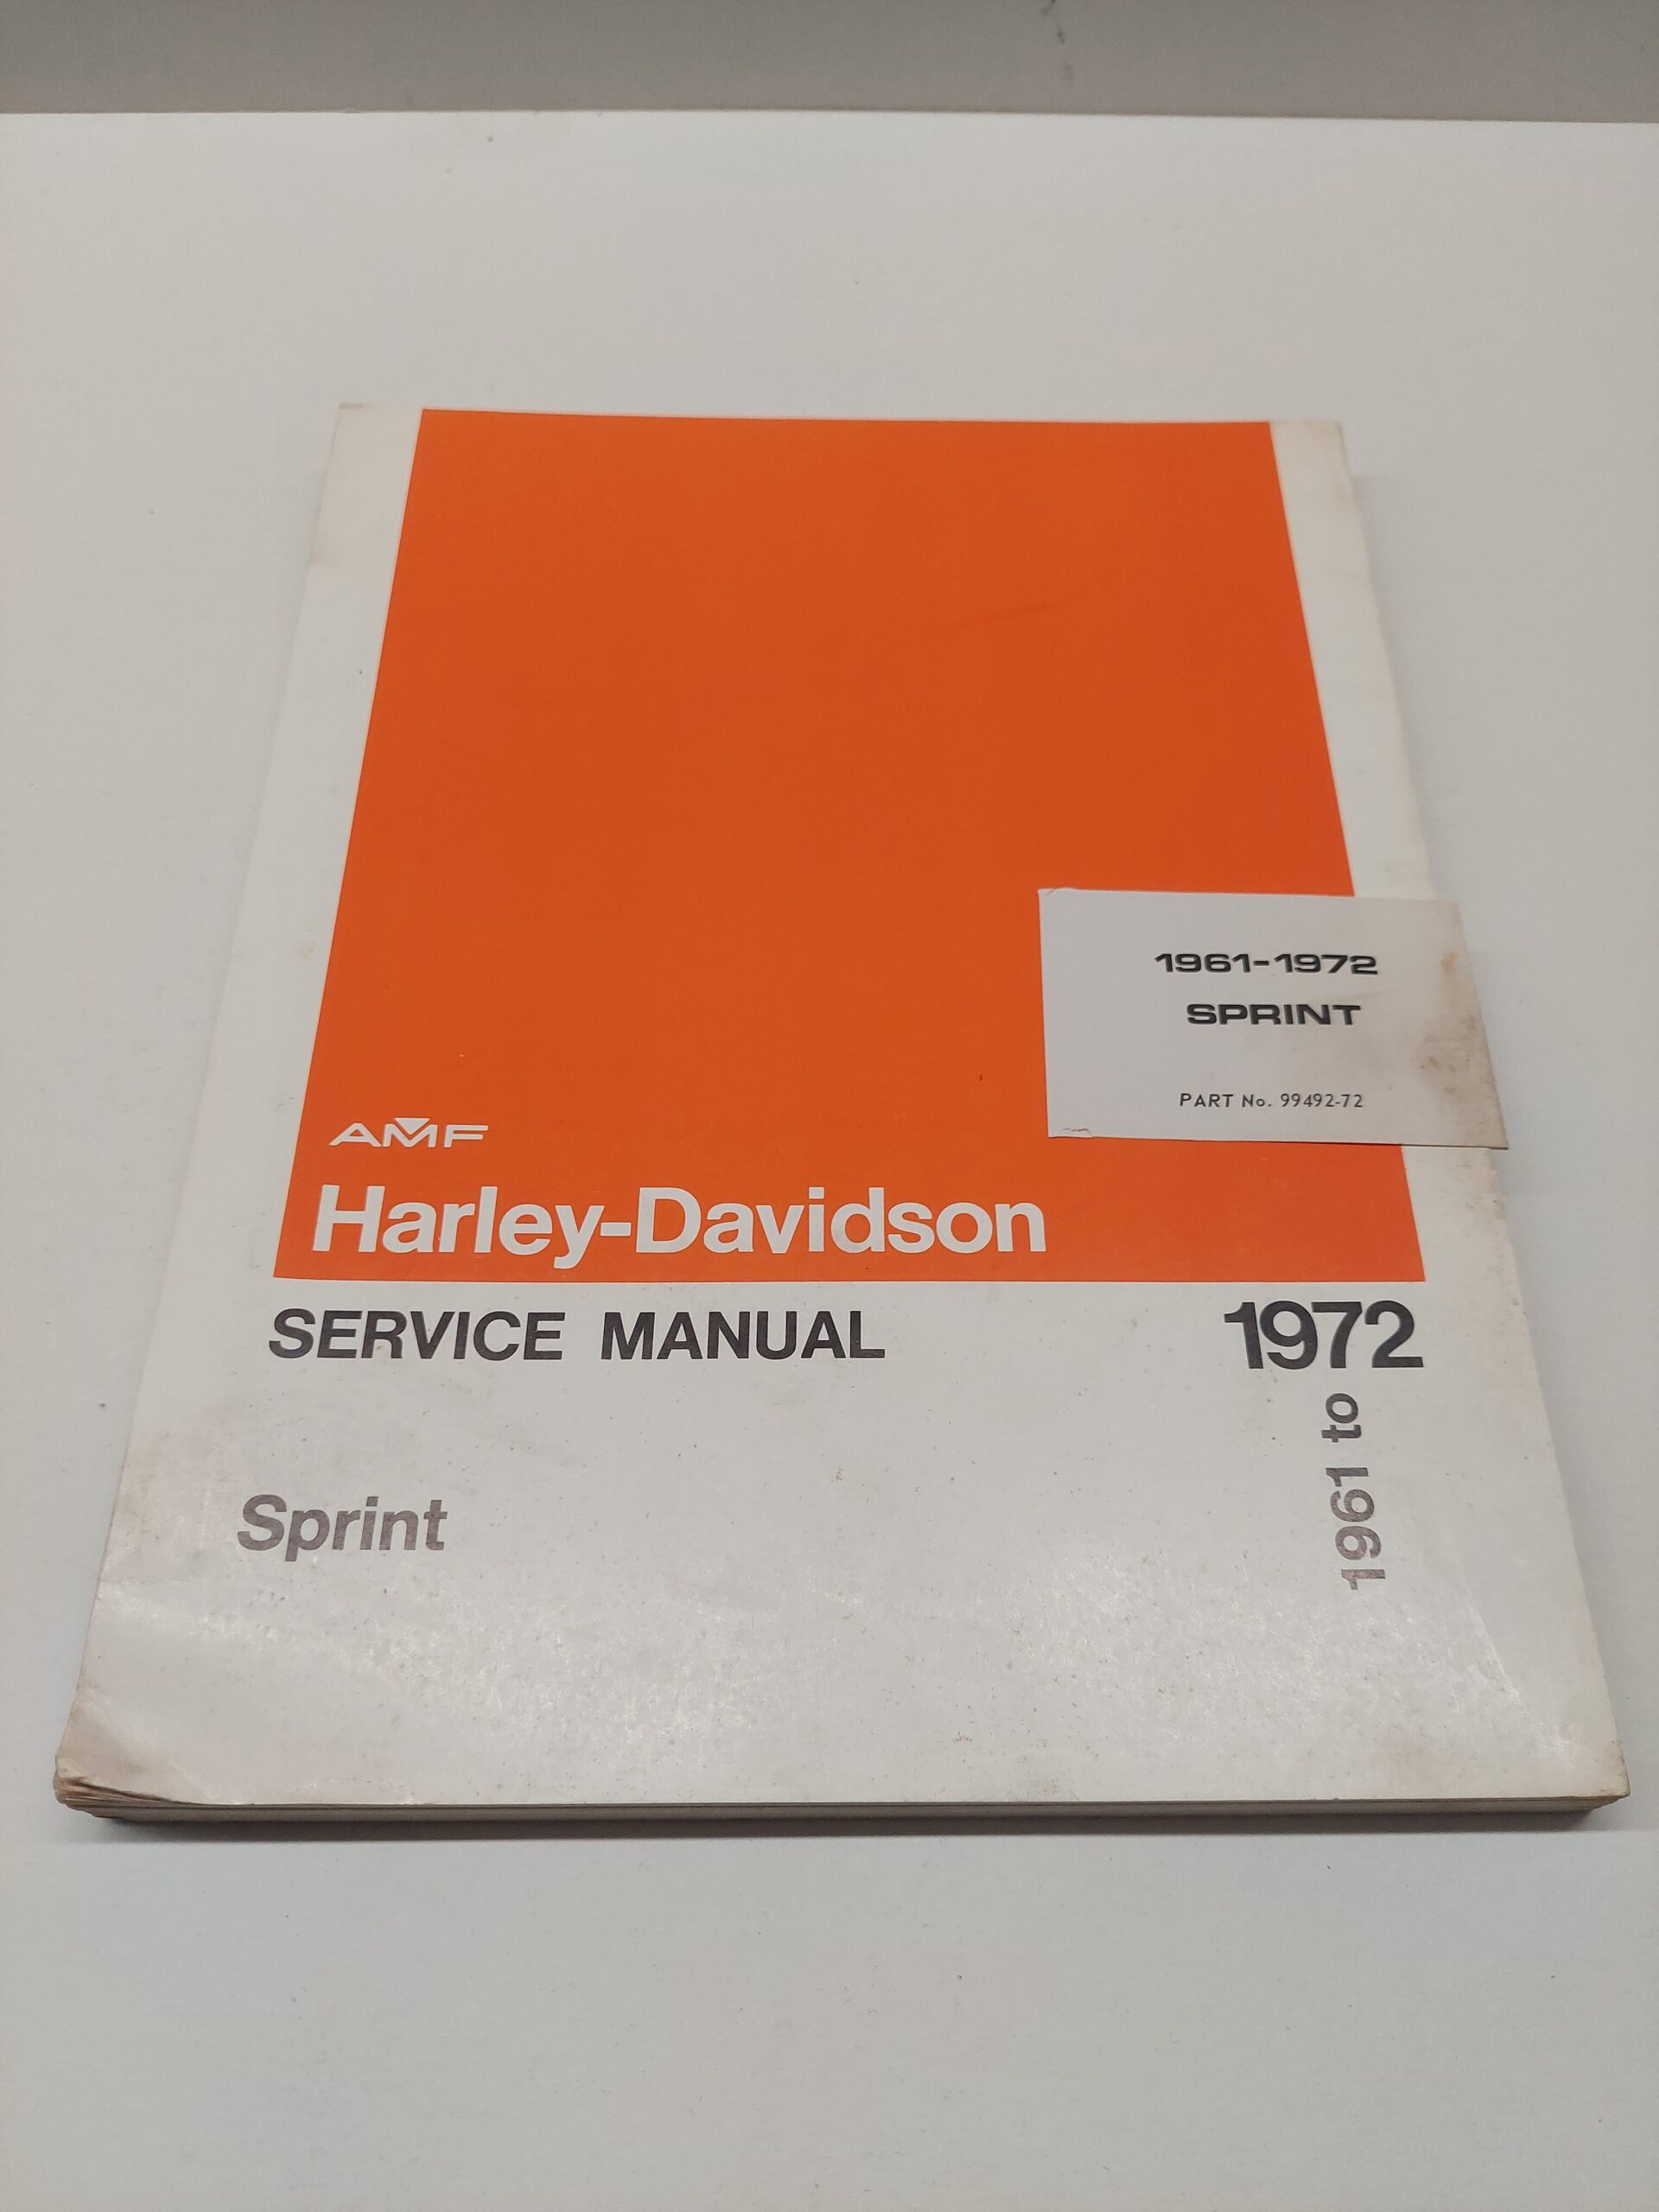 1961-1972
SPRINT
PART No. 99492-72
AMF
Harley-Davidson
SERVICE MANUAL
1972
1961 to
Sprint